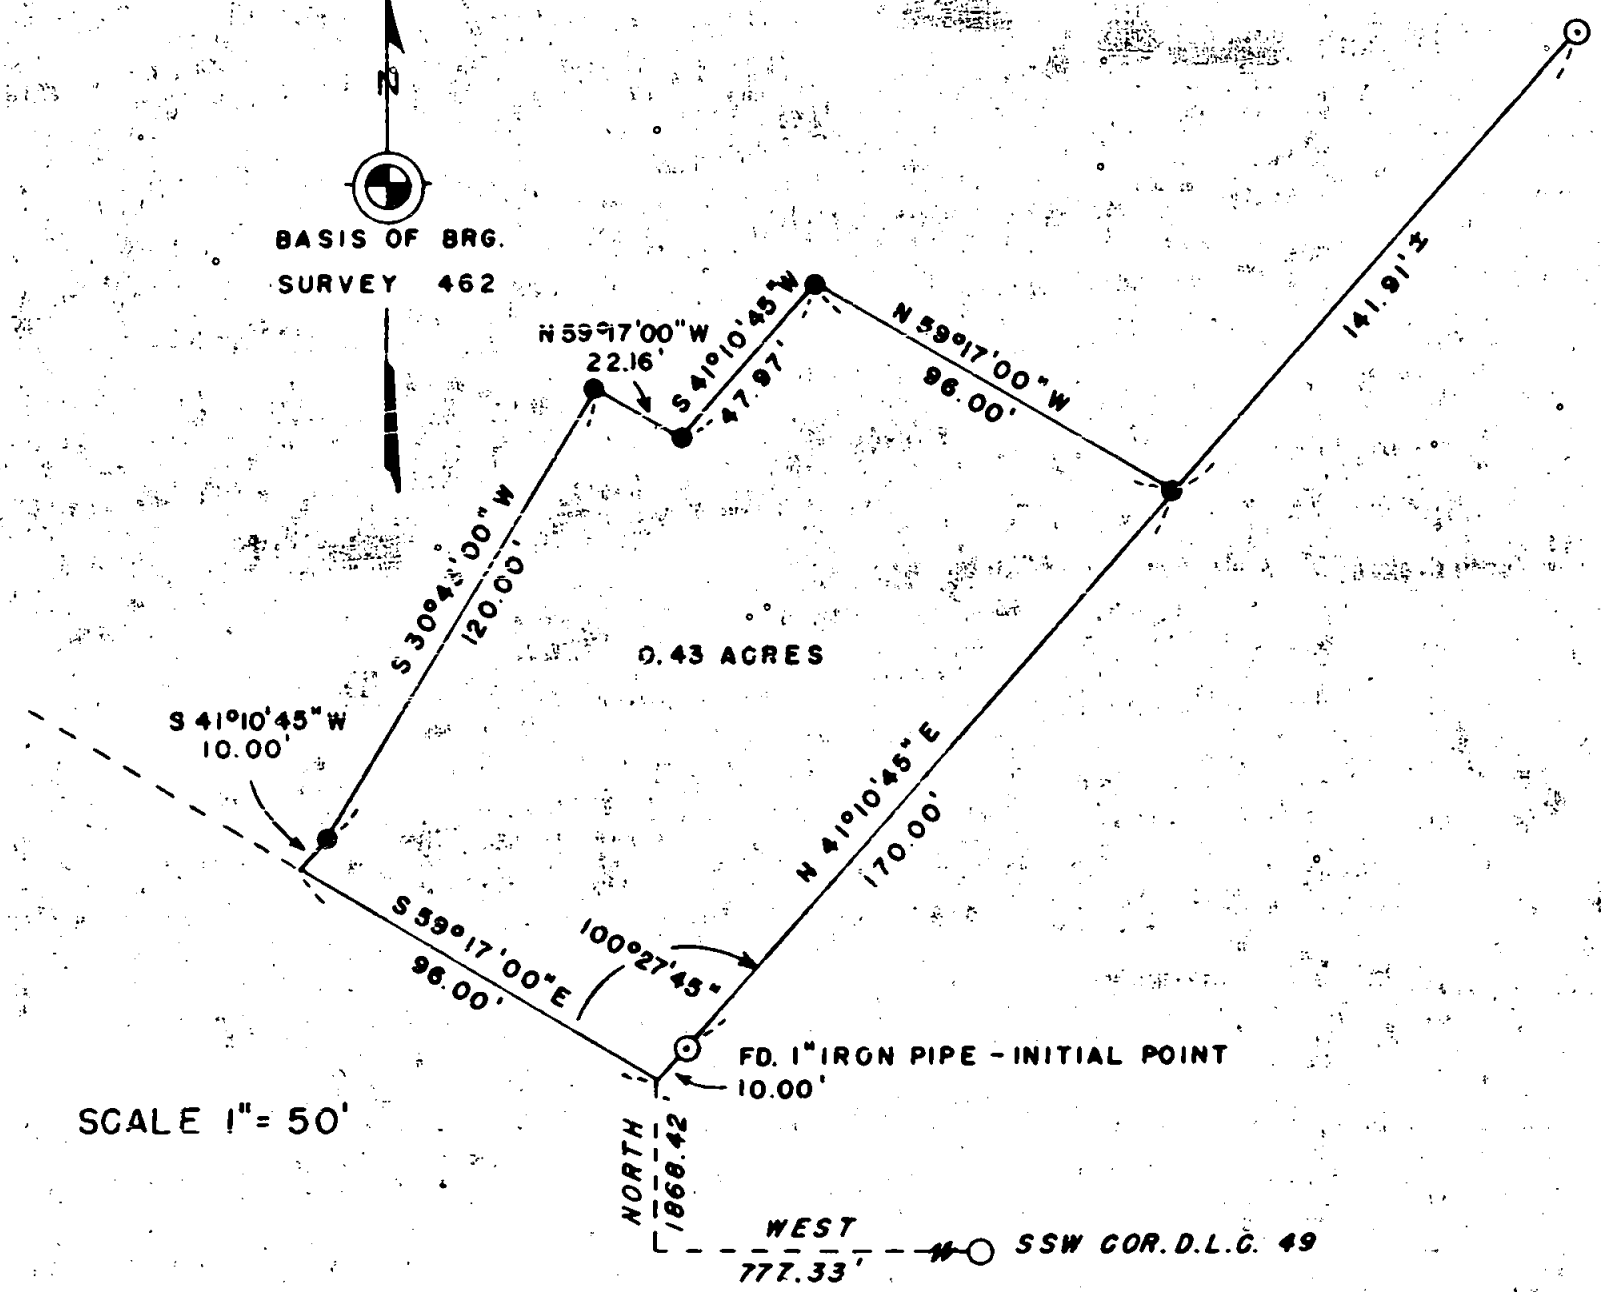 N
BASIS OF BRG.
SURVEY 462
N 59°17'00" W
22.16'
S 41°10'45" W
47.97'
N 59°17'00" W
96.00'
141.91'±
S 30°43'00" W
120.00'
0.43 ACRES
S 41°10'45" W
10.00'
N 41°10'45" E
170.00'
S 59°17'00" E
96.00'
100°27'45"
FD. 1" IRON PIPE - INITIAL POINT
10.00'
SCALE 1" = 50'
NORTH
1868.42
WEST
777.33'
SSW COR. D.L.C. 49